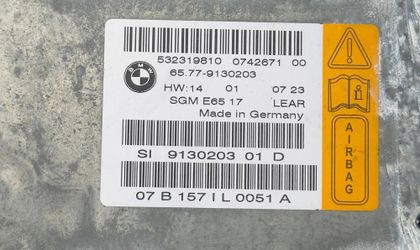 532319810 0742671 00
BMW
65.77-9130203
HW:14 01 07 23
SGM E65 17 LEAR
Made in Germany
SI 9130203 01 D
07 B 157 I L 0051 A
AIRBAG